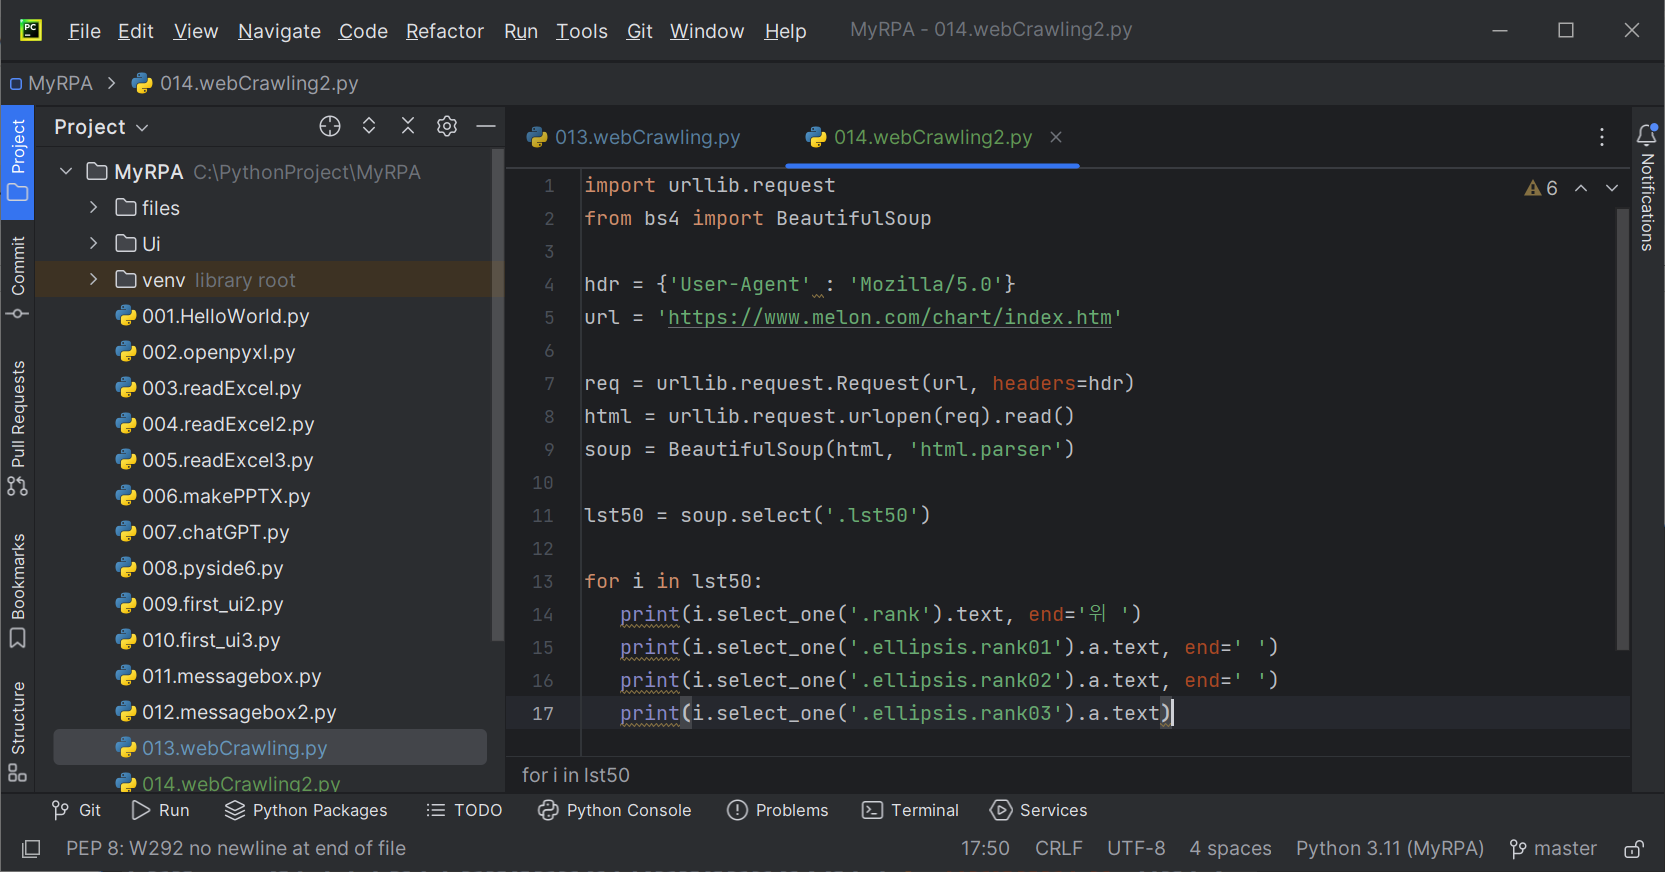 PC
File Edit View Navigate Code Refactor Run Tools Git Window Help MyRPA - 014.webCrawling2.py
MyRPA 014.webCrawling2.py
Project
Commit
Pull Requests
Bookmarks
Structure
Project
MyRPA C:\PythonProject\MyRPA
files
Ui
venv library root
001.HelloWorld.py
002.openpyxl.py
003.readExcel.py
004.readExcel2.py
005.readExcel3.py
006.makePPTX.py
007.chatGPT.py
008.pyside6.py
009.first_ui2.py
010.first_ui3.py
011.messagebox.py
012.messagebox2.py
013.webCrawling.py
014.webCrawling2.py
013.webCrawling.py 014.webCrawling2.py
6
1 import urllib.request
2 from bs4 import BeautifulSoup
3
4 hdr = {'User-Agent' : 'Mozilla/5.0'}
5 url = 'https://www.melon.com/chart/index.htm'
6
7 req = urllib.request.Request(url, headers=hdr)
8 html = urllib.request.urlopen(req).read()
9 soup = BeautifulSoup(html, 'html.parser')
10
11 lst50 = soup.select('.lst50')
12
13 for i in lst50:
14 print(i.select_one('.rank').text, end='위 ')
15 print(i.select_one('.ellipsis.rank01').a.text, end=' ')
16 print(i.select_one('.ellipsis.rank02').a.text, end=' ')
17 print(i.select_one('.ellipsis.rank03').a.text)
for i in lst50
Notifications
Git Run Python Packages TODO Python Console Problems Terminal Services
PEP 8: W292 no newline at end of file 17:50 CRLF UTF-8 4 spaces Python 3.11 (MyRPA) master